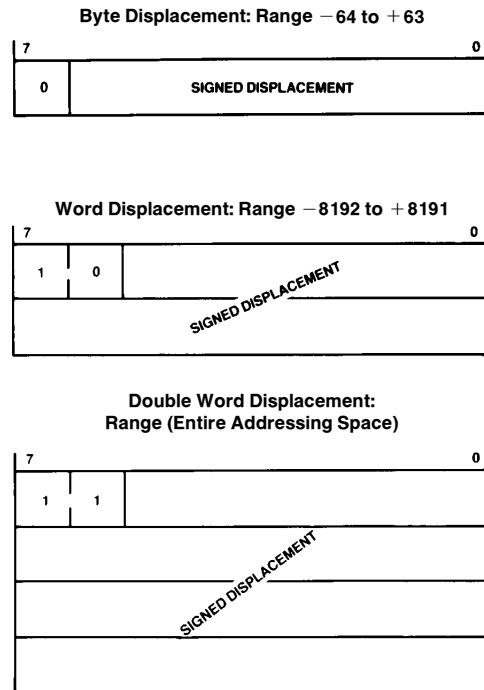 Byte Displacement: Range −64 to +63
7 0
0 SIGNED DISPLACEMENT
Word Displacement: Range −8192 to +8191
7 0
1 0
SIGNED DISPLACEMENT
Double Word Displacement:
Range (Entire Addressing Space)
7 0
1 1
SIGNED DISPLACEMENT